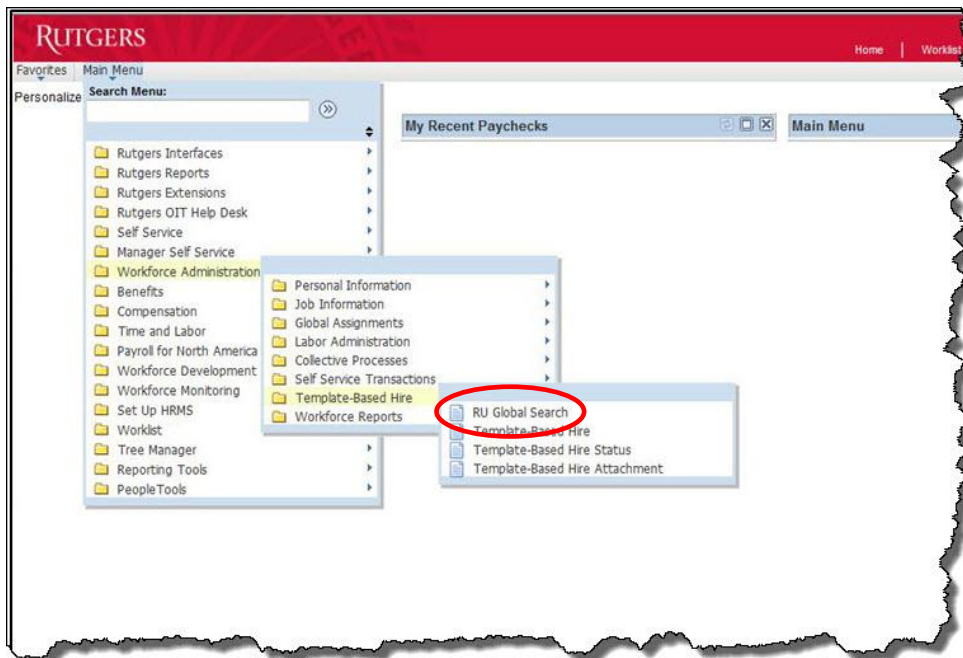 RUTGERS
Home | Worklist
Favorites Main Menu
Personalize
Search Menu:
My Recent Paychecks
Main Menu
Rutgers Interfaces
Rutgers Reports
Rutgers Extensions
Rutgers OIT Help Desk
Self Service
Manager Self Service
Workforce Administration
Benefits
Compensation
Time and Labor
Payroll for North America
Workforce Development
Workforce Monitoring
Set Up HRMS
Worklist
Tree Manager
Reporting Tools
PeopleTools
Personal Information
Job Information
Global Assignments
Labor Administration
Collective Processes
Self Service Transactions
Template-Based Hire
Workforce Reports
RU Global Search
Template-Based Hire
Template-Based Hire Status
Template-Based Hire Attachment